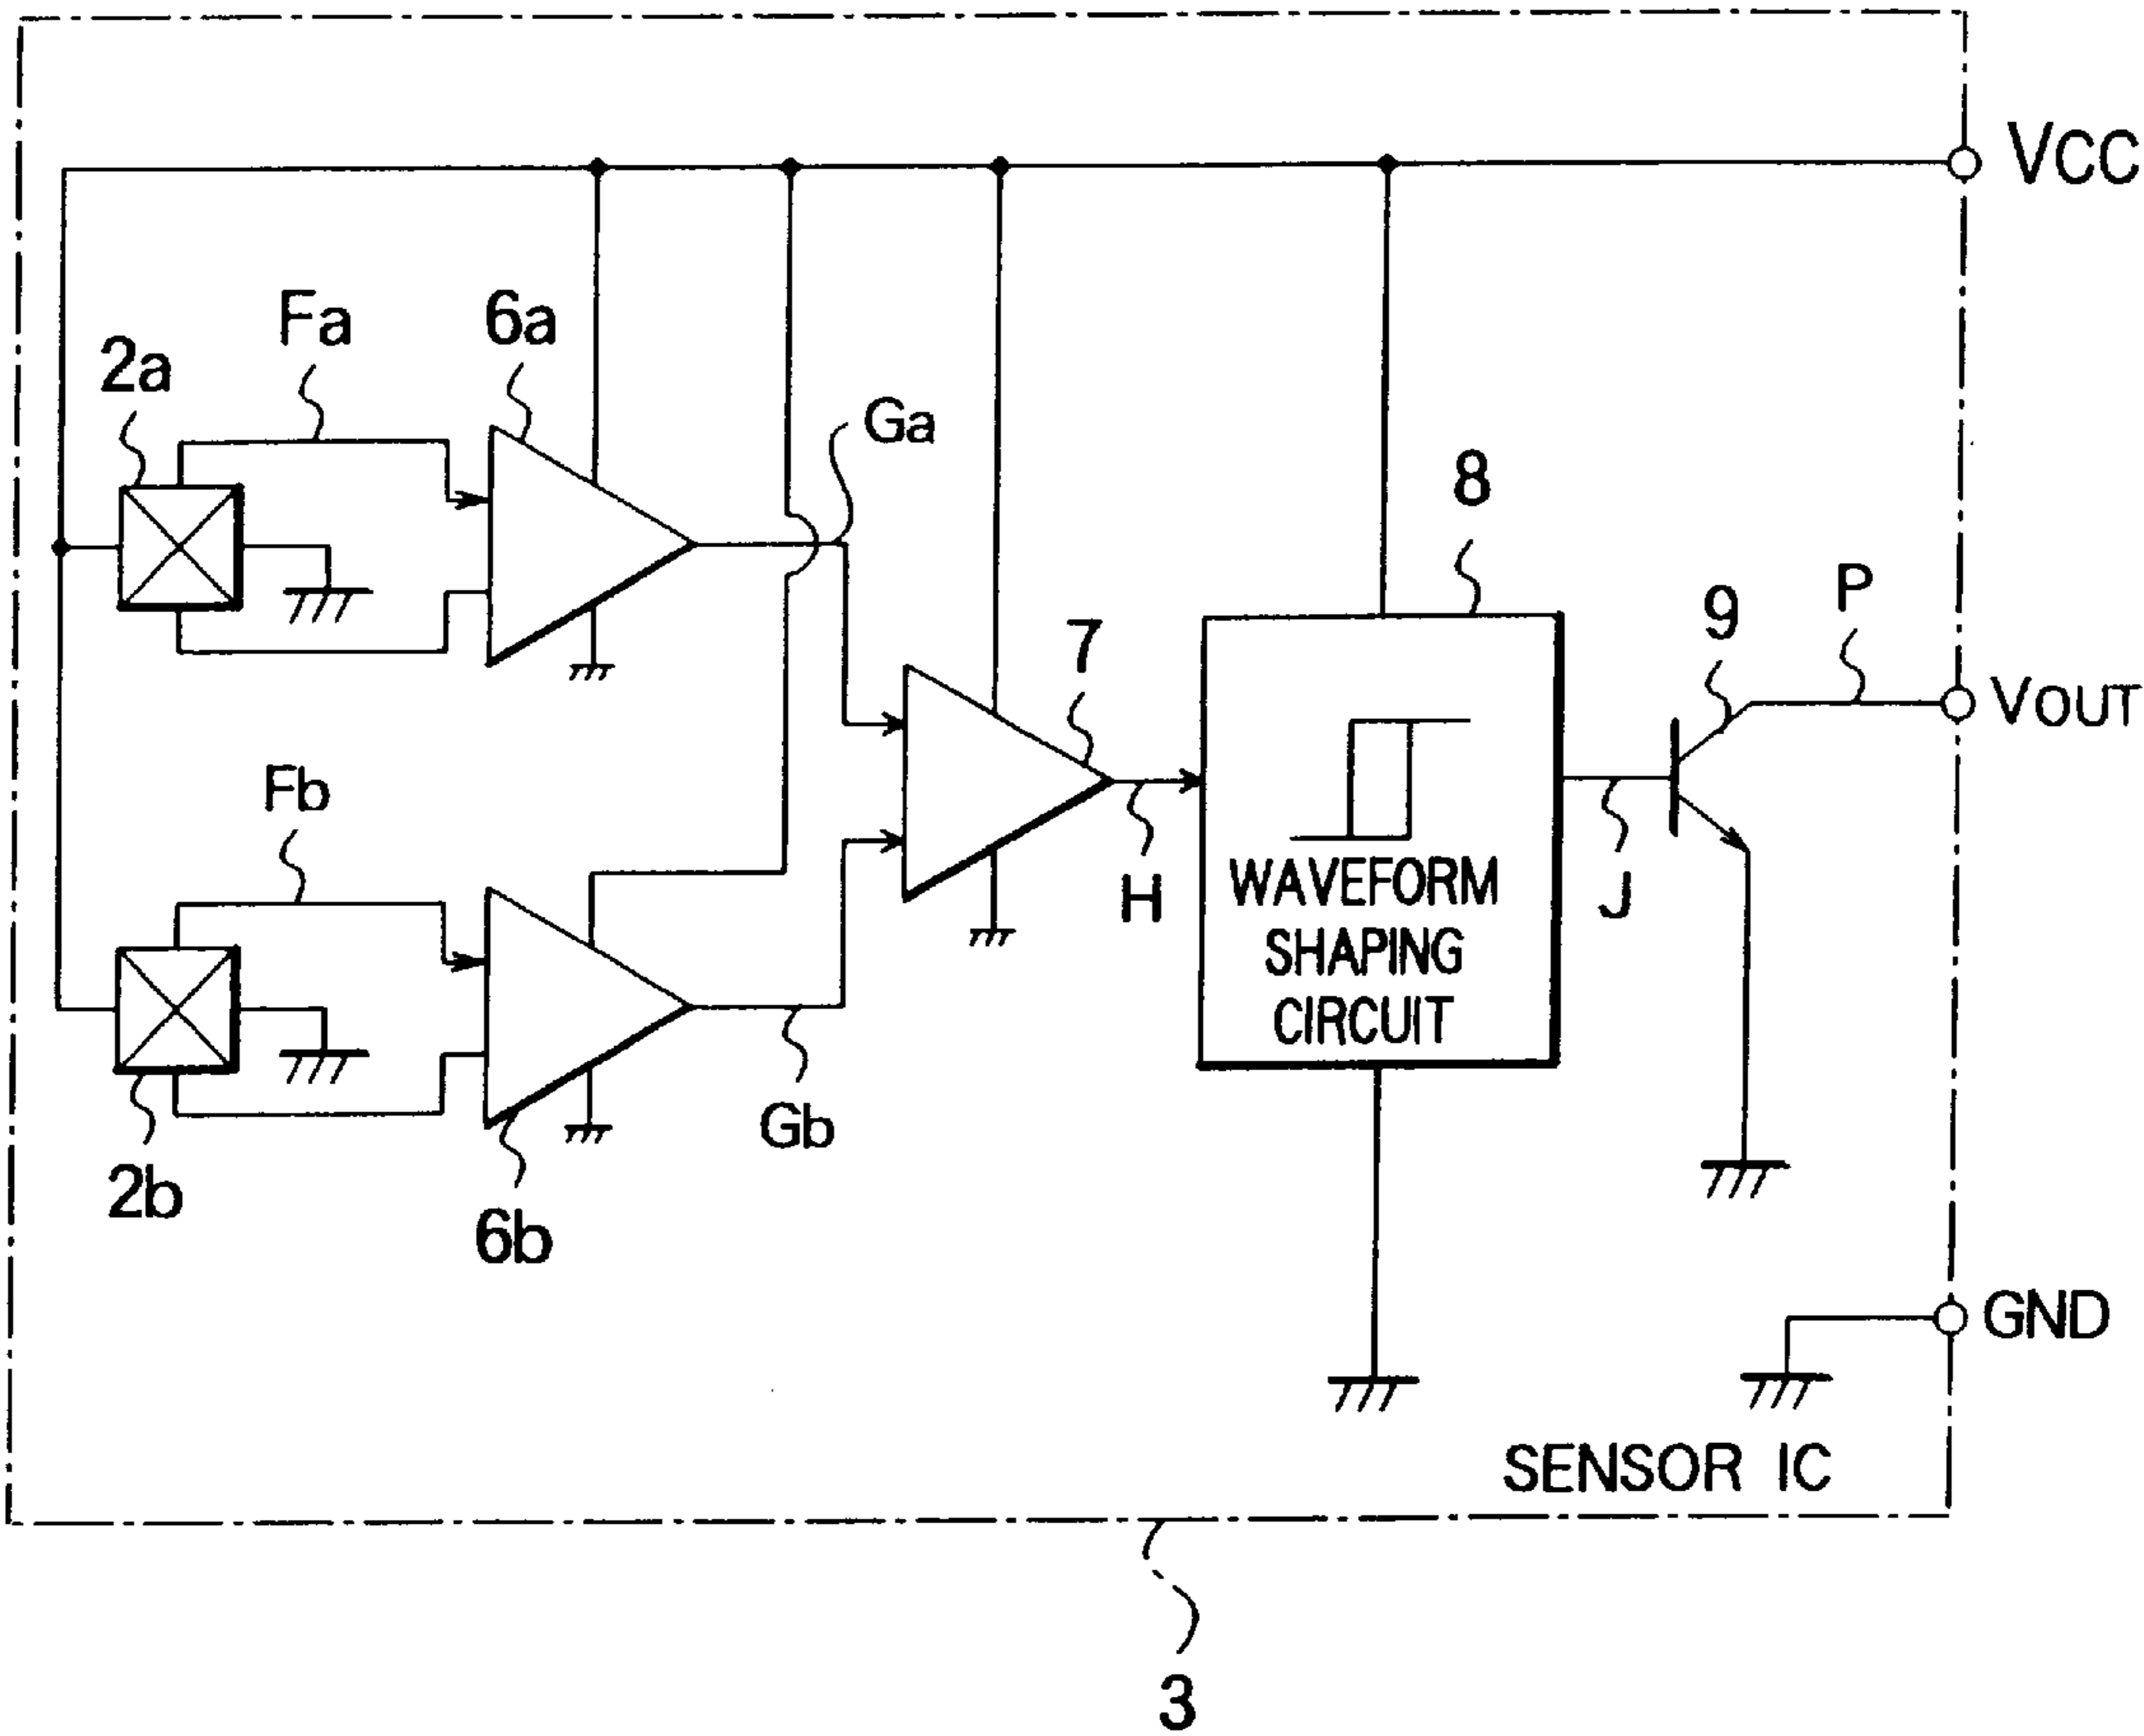 VCC
Fa
6a
2a
Ga
8
9
P
7
VOUT
Fb
H
J
WAVEFORM
SHAPING
CIRCUIT
Gb
2b
6b
GND
SENSOR IC
3